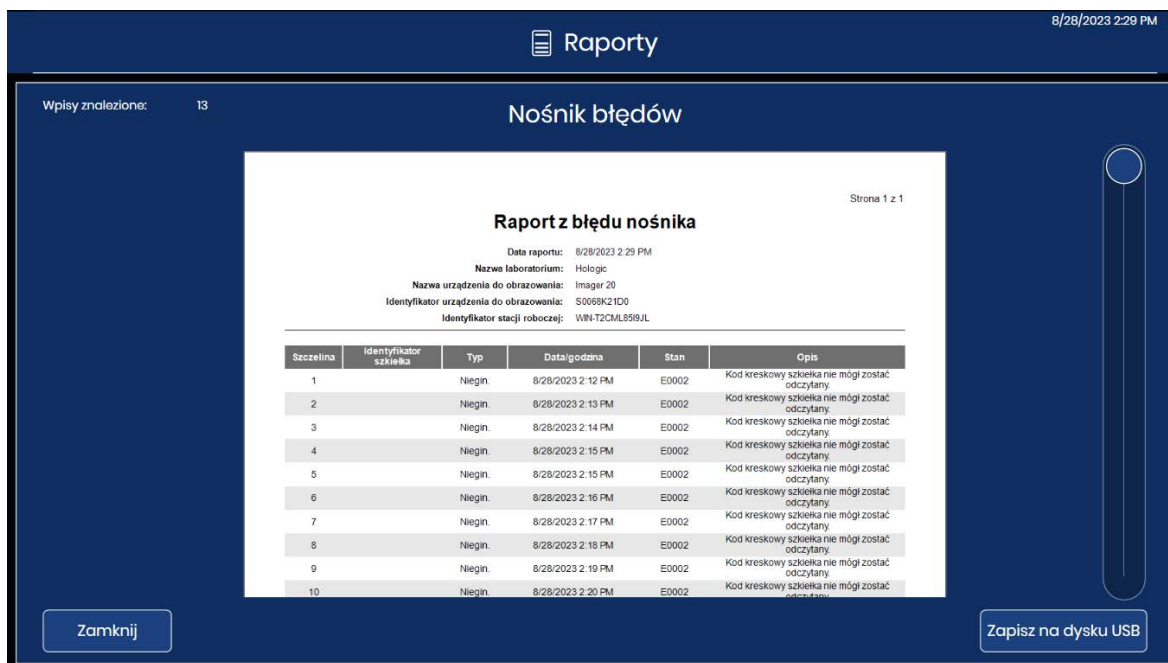 8/28/2023 2:29 PM
Raporty
Wpisy znalezione: 13
Nośnik błędów
Strona 1 z 1
Raport z błędu nośnika
Data raportu: 8/28/2023 2:29 PM
Nazwa laboratorium: Hologic
Nazwa urządzenia do obrazowania: Imager 20
Identyfikator urządzenia do obrazowania: S0068K21D0
Identyfikator stacji roboczej: WIN-T2CML85I9JL
Szczelina Identyfikator szkiełka Typ Data/godzina Stan Opis
1 Niegin. 8/28/2023 2:12 PM E0002 Kod kreskowy szkiełka nie mógł zostać
odczytany.
2 Niegin. 8/28/2023 2:13 PM E0002 Kod kreskowy szkiełka nie mógł zostać
odczytany.
3 Niegin. 8/28/2023 2:14 PM E0002 Kod kreskowy szkiełka nie mógł zostać
odczytany.
4 Niegin. 8/28/2023 2:15 PM E0002 Kod kreskowy szkiełka nie mógł zostać
odczytany.
5 Niegin. 8/28/2023 2:15 PM E0002 Kod kreskowy szkiełka nie mógł zostać
odczytany.
6 Niegin. 8/28/2023 2:16 PM E0002 Kod kreskowy szkiełka nie mógł zostać
odczytany.
7 Niegin. 8/28/2023 2:17 PM E0002 Kod kreskowy szkiełka nie mógł zostać
odczytany.
8 Niegin. 8/28/2023 2:18 PM E0002 Kod kreskowy szkiełka nie mógł zostać
odczytany.
9 Niegin. 8/28/2023 2:19 PM E0002 Kod kreskowy szkiełka nie mógł zostać
odczytany.
10 Niegin. 8/28/2023 2:20 PM E0002 Kod kreskowy szkiełka nie mógł zostać
Zamknij
Zapisz na dysku USB